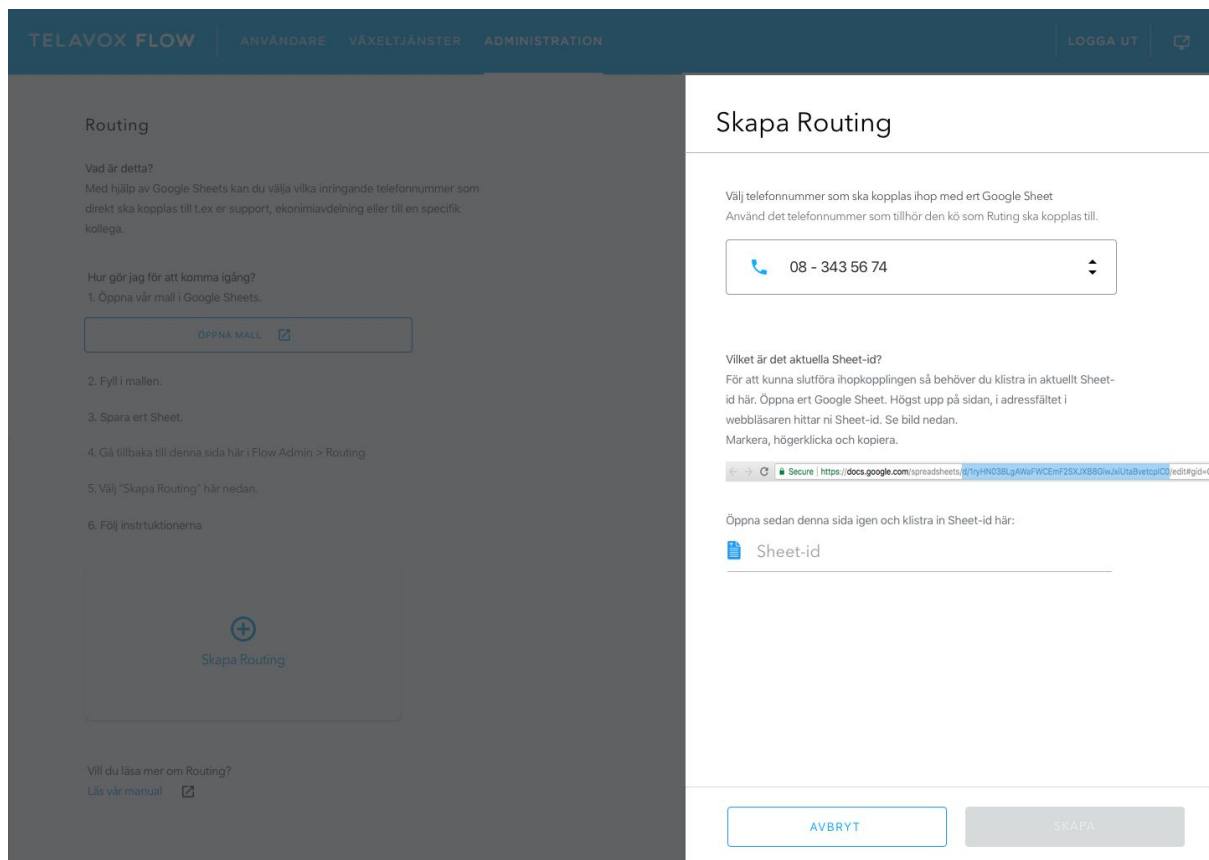 TELAVOX FLOW
ANVÄNDARE
VÄXELTJÄNSTER
ADMINISTRATION
LOGGA UT
Routing
Vad är detta?
Med hjälp av Google Sheets kan du välja vilka inringande telefonnummer som
direkt ska kopplas till t.ex er support, ekonimiavdelning eller till en specifik
kollega.
Hur gör jag för att komma igång?
1. Öppna vår mall i Google Sheets.
ÖPPNA MALL
2. Fyll i mallen.
3. Spara ert Sheet.
4. Gå tillbaka till denna sida här i Flow Admin > Routing
5. Välj "Skapa Routing" här nedan.
6. Följ instrtuktionerna
Skapa Routing
Vill du läsa mer om Routing?
Läs vår manual
Skapa Routing
Välj telefonnummer som ska kopplas ihop med ert Google Sheet
Använd det telefonnummer som tillhör den kö som Ruting ska kopplas till.
08 - 343 56 74
Vilket är det aktuella Sheet-id?
För att kunna slutföra ihopkopplingen så behöver du klistra in aktuellt Sheet-
id här. Öppna ert Google Sheet. Högst upp på sidan, i adressfältet i
webbläsaren hittar ni Sheet-id. Se bild nedan.
Markera, högerklicka och kopiera.
Secure | https://docs.google.com/spreadsheets/d/1ryHN03BLgAWaFWCEmF2SXJXB8GiwJxlUtaBvetcpIC0/edit#gid=0
Öppna sedan denna sida igen och klistra in Sheet-id här:
Sheet-id
AVBRYT
SKAPA